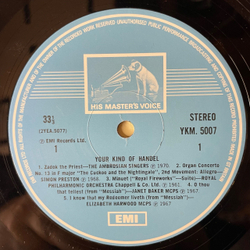 HIS MASTER'S VOICE
33⅓
STEREO
(YKEA.5077)
YKM. 5007
Ⓟ EMI Records Ltd.
1
1
YOUR KIND OF HANDEL
1. Zadok the Priest—THE AMBROSIAN SINGERS ℗ 1970 2. Organ Concerto
No. 13 in F major "The Cuckoo and the Nightingale", 2nd Movement: Allegro—
SIMON PRESTON ℗ 1968 3. Minuet ("Royal Fireworks"—Suite)—ROYAL
PHILHARMONIC ORCHESTRA Chappell & Co. Ltd. ℗ 1961 4. O thou
that tellest (from "Messiah")—JANET BAKER MCPS ℗ 1967
5. I know that my Redeemer liveth (from "Messiah")—
ELIZABETH HARWOOD MCPS ℗ 1967
EMI